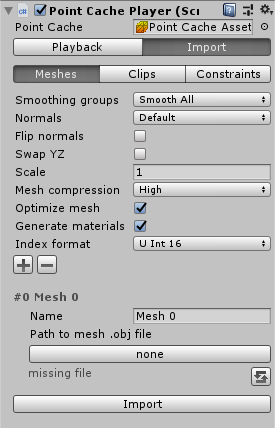 Point Cache Player (Scr
Point Cache Point Cache Asset
Playback Import
Meshes Clips Constraints
Smoothing groups Smooth All
Normals Default
Flip normals
Swap YZ
Scale 1
Mesh compression High
Optimize mesh
Generate materials
Index format U Int 16
#0 Mesh 0
Name Mesh 0
Path to mesh .obj file
none
missing file
Import